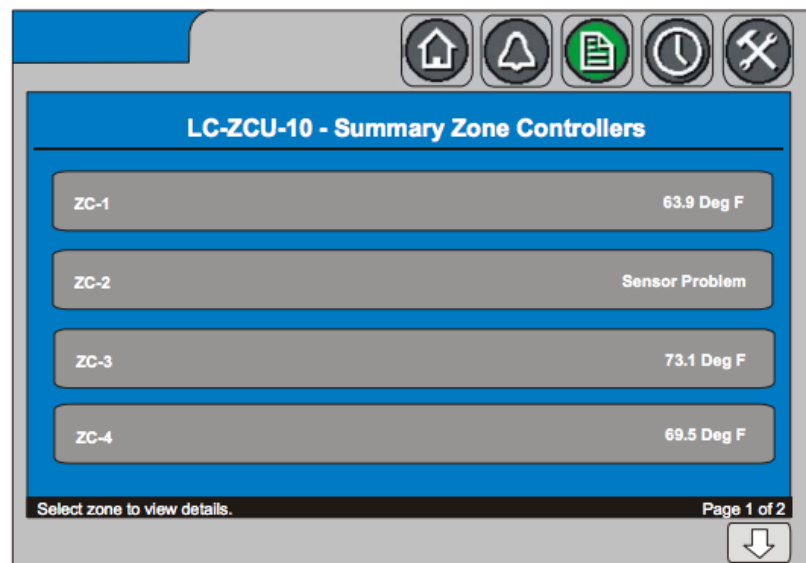 LC-ZCU-10 - Summary Zone Controllers
ZC-1 63.9 Deg F
ZC-2 Sensor Problem
ZC-3 73.1 Deg F
ZC-4 69.5 Deg F
Select zone to view details. Page 1 of 2